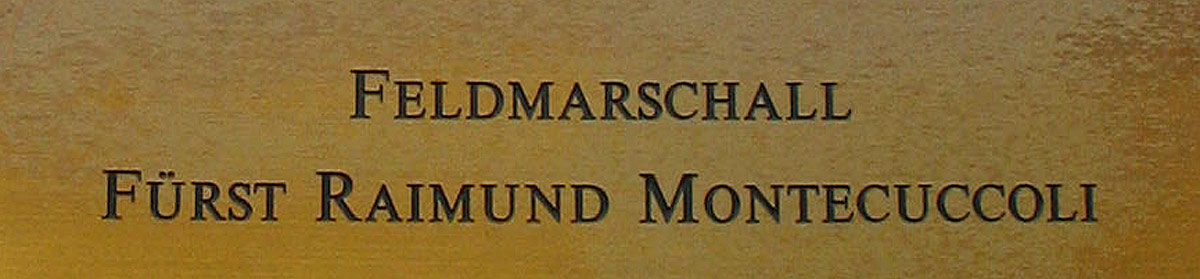 FELDMARSCHALL
FÜRST RAIMUND MONTECUCCOLI